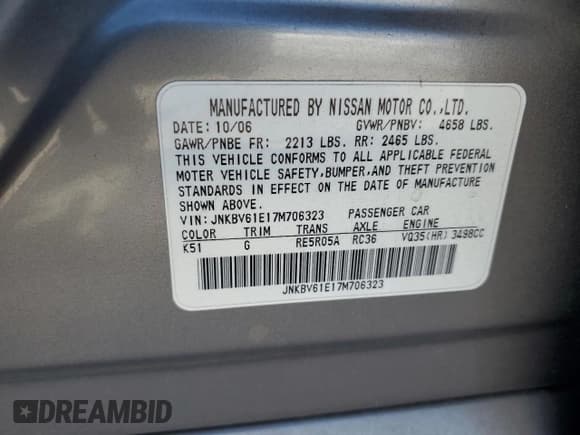 MANUFACTURED BY NISSAN MOTOR CO.,LTD.
DATE: 10/06 GVWR/PNBV: 4658 LBS.
GAWR/PNBE FR: 2213 LBS. RR: 2465 LBS.
THIS VEHICLE CONFORMS TO ALL APPLICABLE FEDERAL
MOTOR VEHICLE SAFETY,BUMPER,AND THEFT PREVENTION
STANDARDS IN EFFECT ON THE DATE OF MANUFACTURE
SHOWN ABOVE.
VIN: JNKBV61E17M706323 PASSENGER CAR
COLOR TRIM TRANS AXLE ENGINE
K51 G RE5R05A RC36 VQ35(HR) 3498CC
JNKBV61E17M706323
DREAMBID